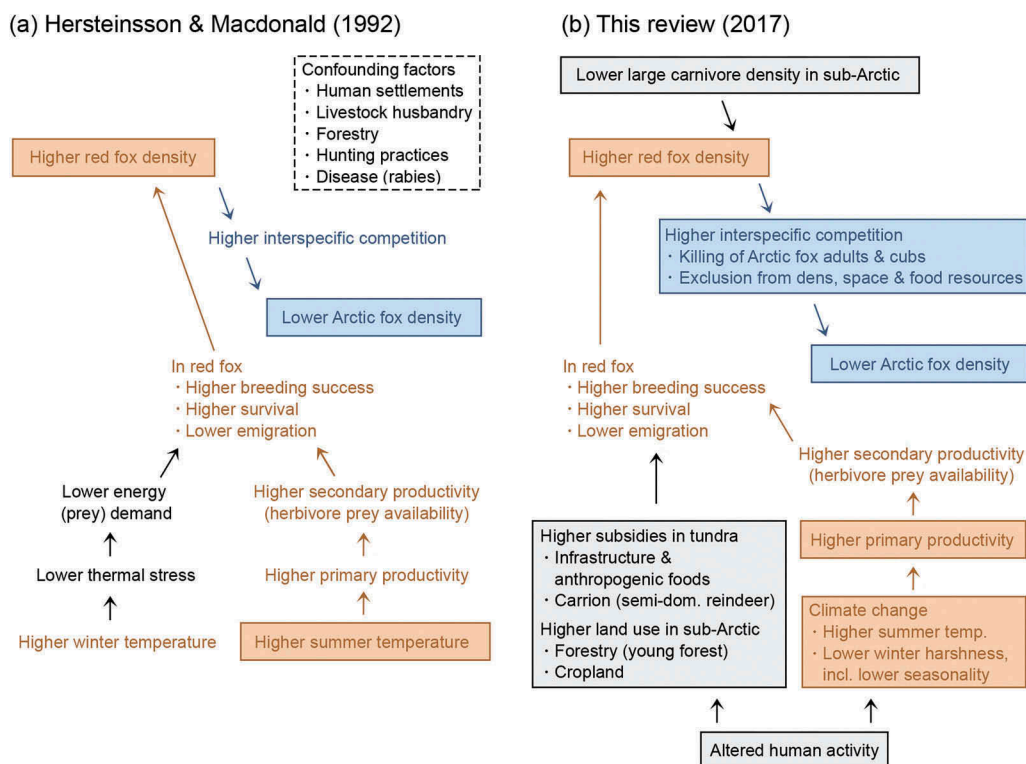 (a) Hersteinsson & Macdonald (1992)
Confounding factors
· Human settlements
· Livestock husbandry
· Forestry
· Hunting practices
· Disease (rabies)
Higher red fox density
Higher interspecific competition
Lower Arctic fox density
In red fox
· Higher breeding success
· Higher survival
· Lower emigration
Lower energy
(prey) demand
Higher secondary productivity
(herbivore prey availability)
Lower thermal stress
Higher primary productivity
Higher winter temperature
Higher summer temperature
(b) This review (2017)
Lower large carnivore density in sub-Arctic
Higher red fox density
Higher interspecific competition
· Killing of Arctic fox adults & cubs
· Exclusion from dens, space & food resources
Lower Arctic fox density
In red fox
· Higher breeding success
· Higher survival
· Lower emigration
Higher secondary productivity
(herbivore prey availability)
Higher primary productivity
Higher subsidies in tundra
· Infrastructure &
anthropogenic foods
· Carrion (semi-dom. reindeer)
Higher land use in sub-Arctic
· Forestry (young forest)
· Cropland
Climate change
· Higher summer temp.
· Lower winter harshness,
incl. lower seasonality
Altered human activity